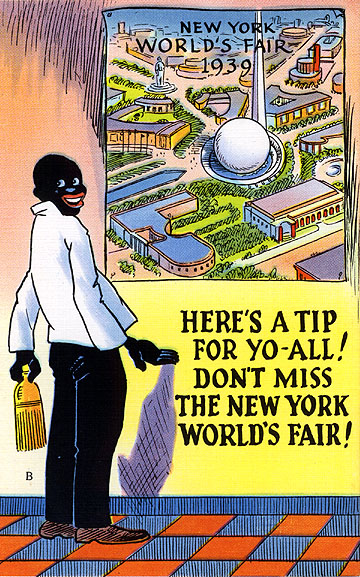 NEW YORK
WORLD'S FAIR
1939
HERE'S A TIP
FOR YO-ALL!
DON'T MISS
THE NEW YORK
WORLD'S FAIR!
B